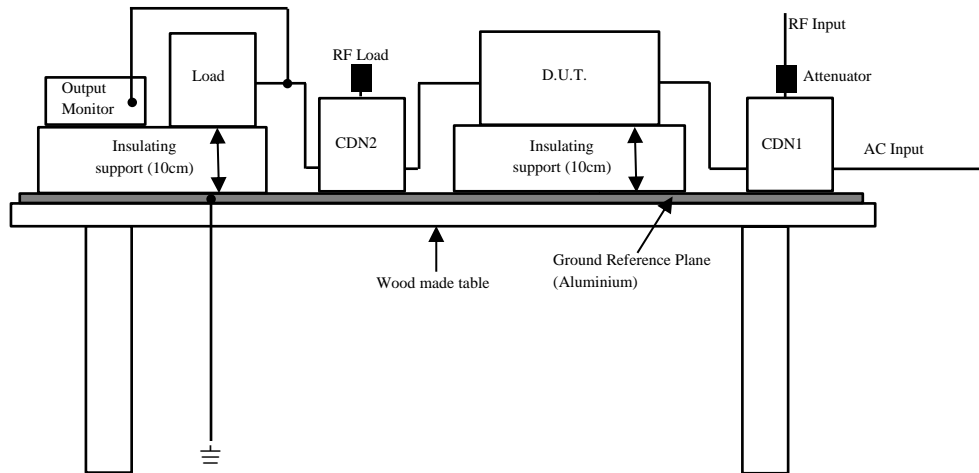 RF Input
RF Load
Load
D.U.T.
Attenuator
Output
Monitor
Insulating
support (10cm)
CDN2
Insulating
support (10cm)
CDN1
AC Input
Ground Reference Plane
(Aluminium)
Wood made table